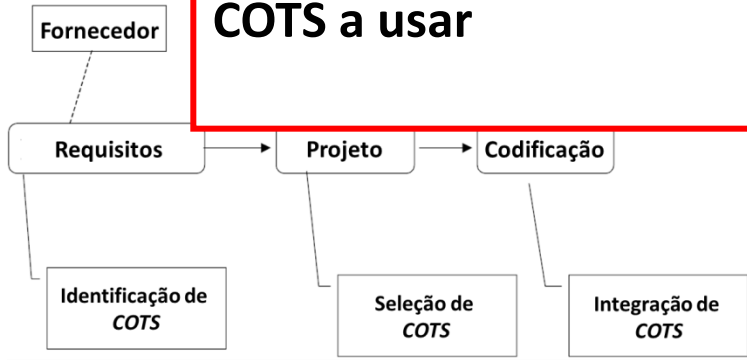 COTS a usar
Fornecedor
Requisitos
Projeto
Codificação
Identificação de
COTS
Seleção de
COTS
Integração de
COTS